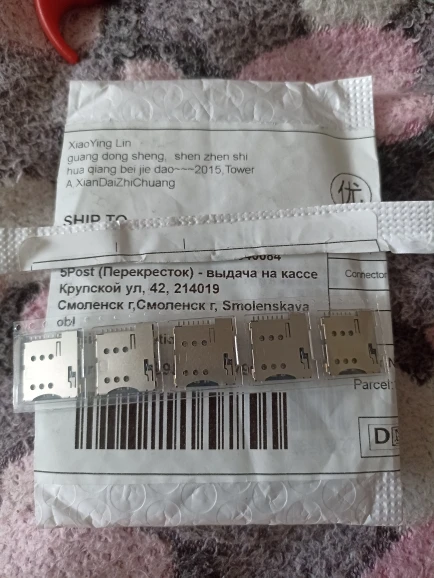 XiaoYing Lin
guang dong sheng, shen zhen shi
hua qiang bei jie dao~~~2015,Tower
A,XianDaiZhiChuang
优
SHIP TO
5Post (Перекресток) - выдача на кассе
Connector
Крупской ул, 42, 214019
Смоленск г,Смоленск г, Smolenskaya
obl
Parcel
D